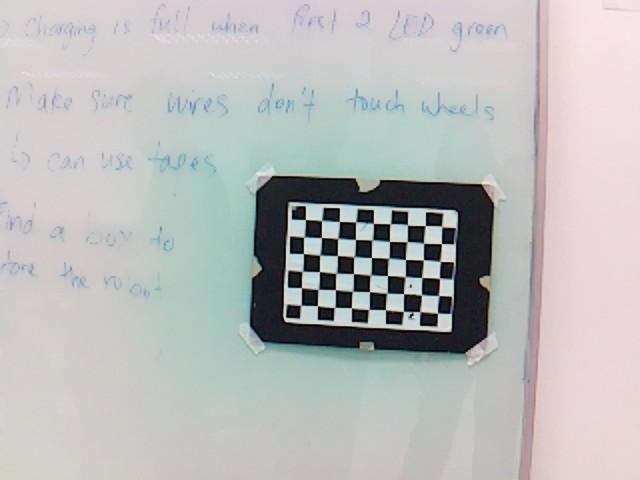 Charging is full when first 2 LED green
Make sure wires don't touch wheels
↳ can use tapes
Find a box to
store the robot